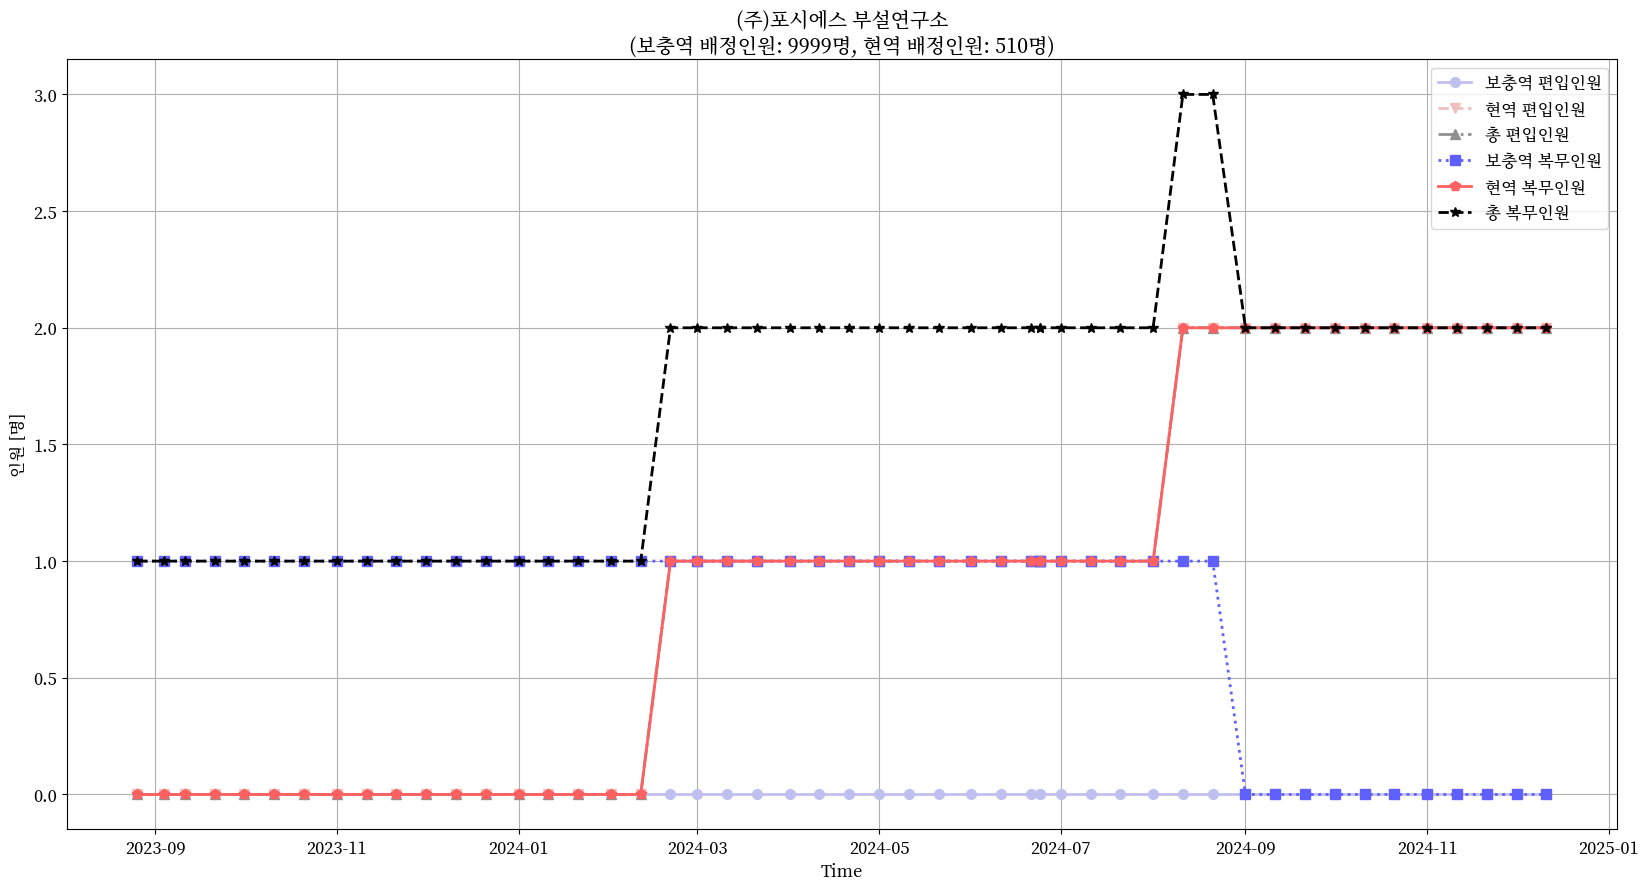 (주)포시에스 부설연구소
(보충역 배정인원: 9999명, 현역 배정인원: 510명)
보충역 편입인원
현역 편입인원
총 편입인원
보충역 복무인원
현역 복무인원
총 복무인원
인원 [명]
3.0
2.5
2.0
1.5
1.0
0.5
0.0
2023-09 2023-11 2024-01 2024-03 2024-05 2024-07 2024-09 2024-11 2025-01
Time